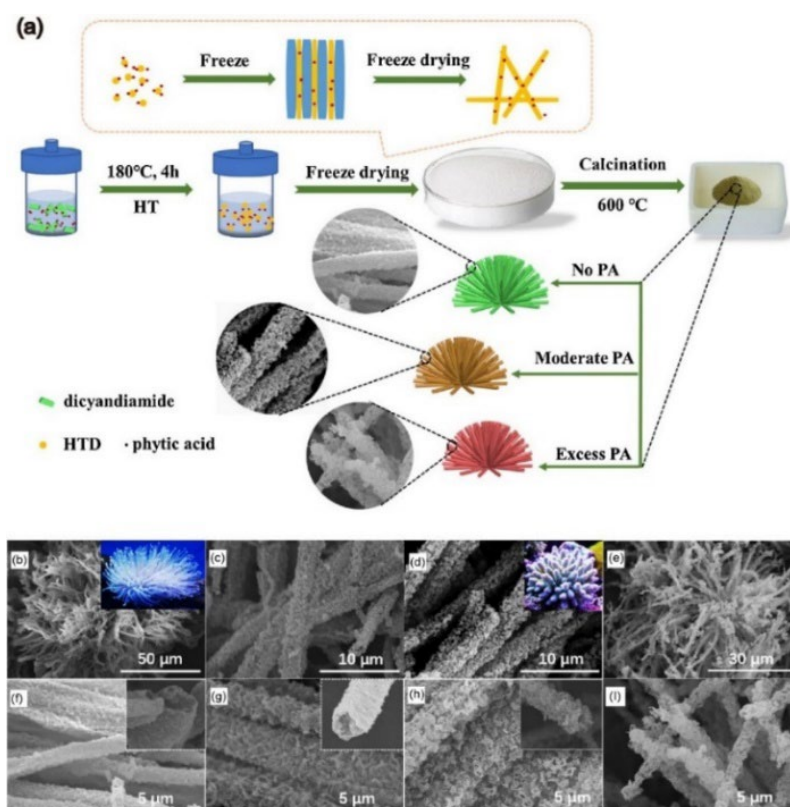 (a)
Freeze
Freeze drying
180℃, 4h
HT
Freeze drying
Calcination
600 ℃
No PA
Moderate PA
Excess PA
dicyandiamide
HTD
phytic acid
(b)
50 μm
(c)
10 μm
(d)
10 μm
(e)
30 μm
(f)
5 μm
(g)
5 μm
(h)
5 μm
(I)
5 μm